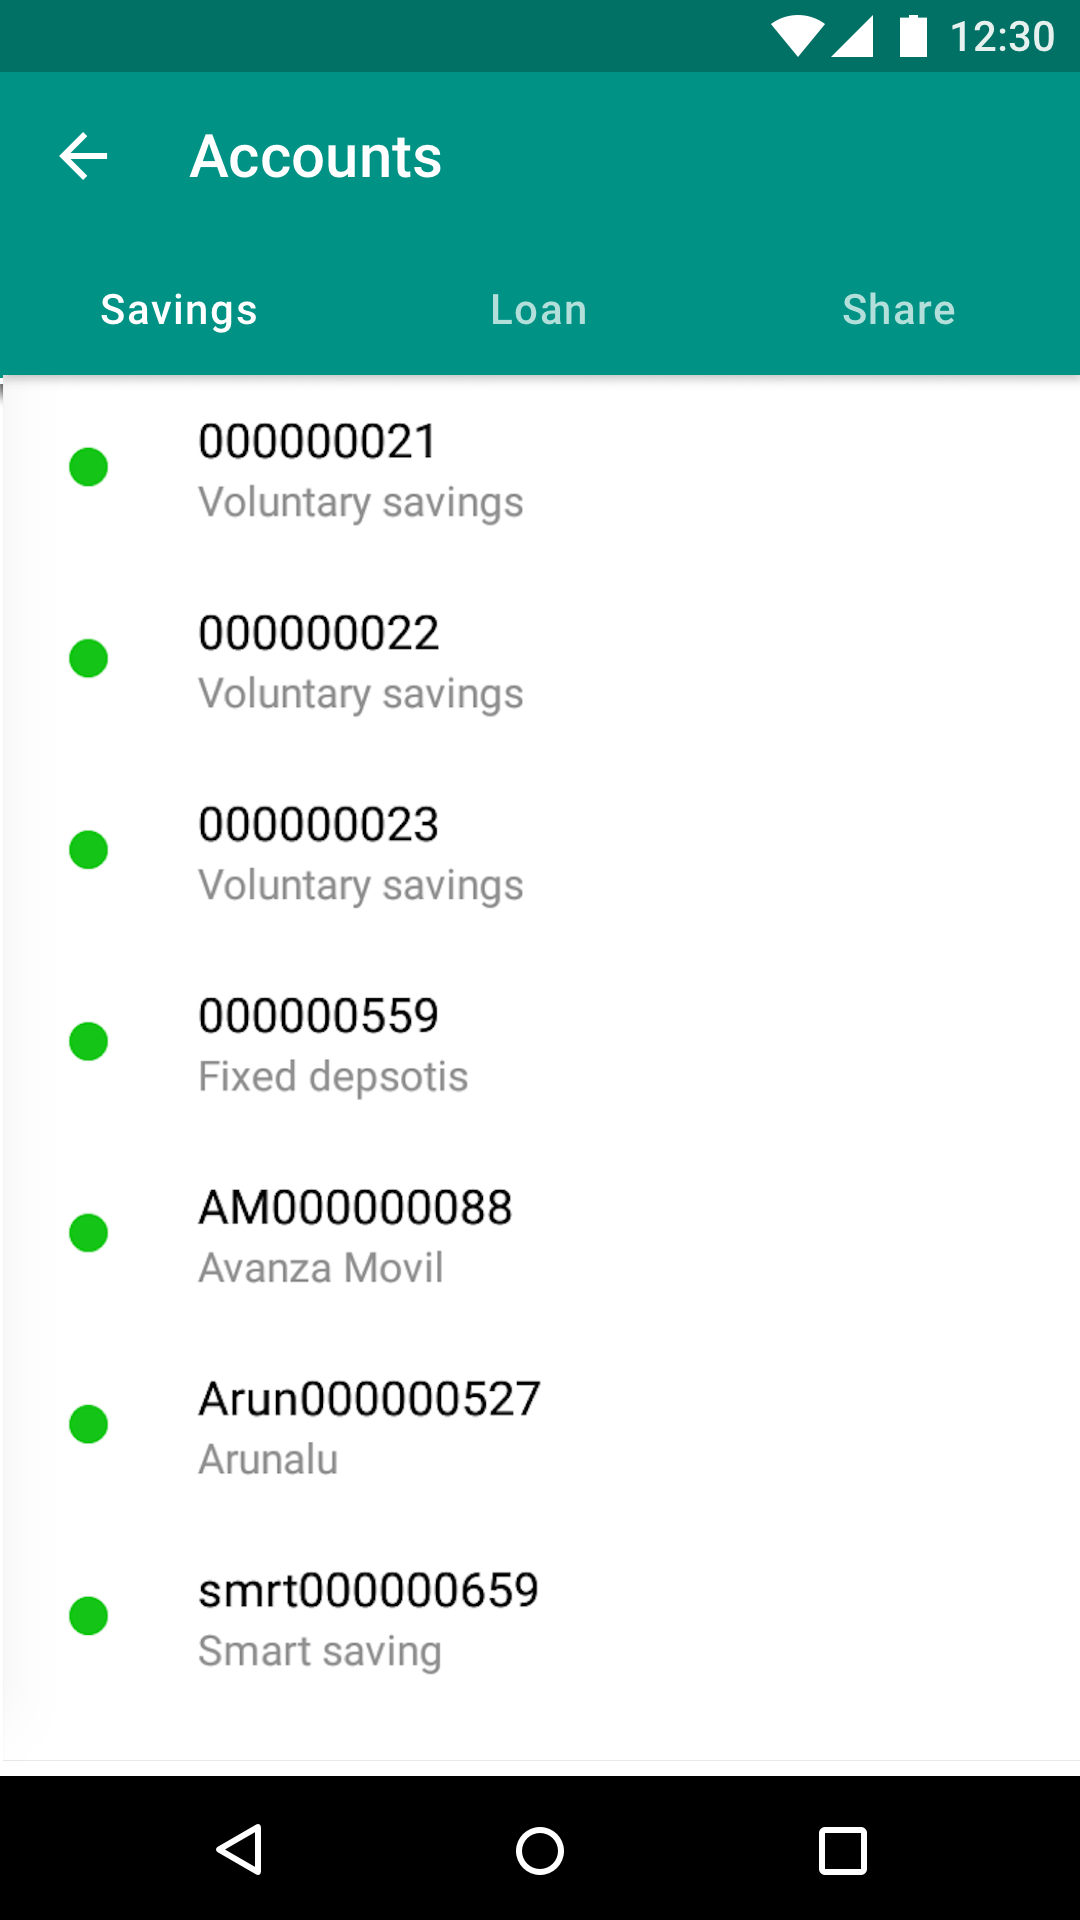 12:30
Accounts
Savings Loan Share
000000021
Voluntary savings
000000022
Voluntary savings
000000023
Voluntary savings
000000559
Fixed depsotis
AM000000088
Avanza Movil
Arun000000527
Arunalu
smrt000000659
Smart saving